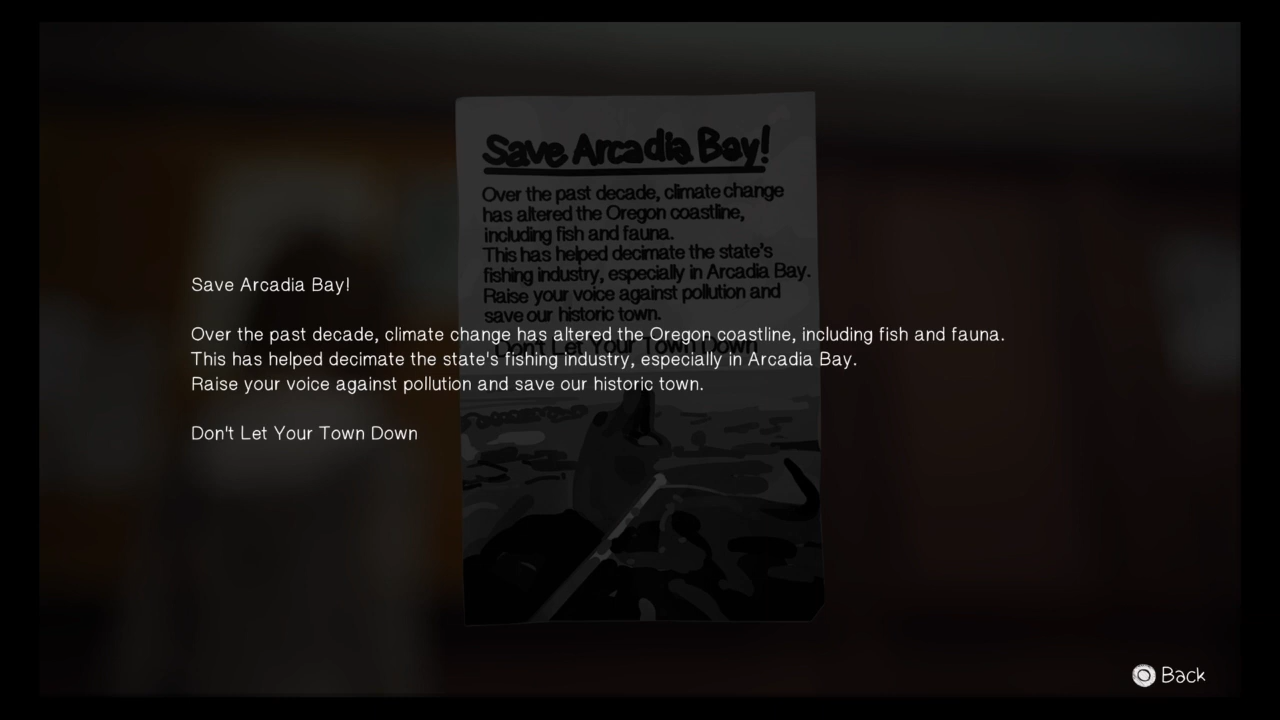 Save Arcadia Bay!
Over the past decade, climate change
has altered the Oregon coastline,
including fish and fauna.
This has helped decimate the state's
fishing industry, especially in Arcadia Bay.
Raise your voice against pollution and
save our historic town.
Don't Let Your Town Down
Save Arcadia Bay!
Over the past decade, climate change has altered the Oregon coastline, including fish and fauna.
This has helped decimate the state's fishing industry, especially in Arcadia Bay.
Raise your voice against pollution and save our historic town.
Don't Let Your Town Down
Back